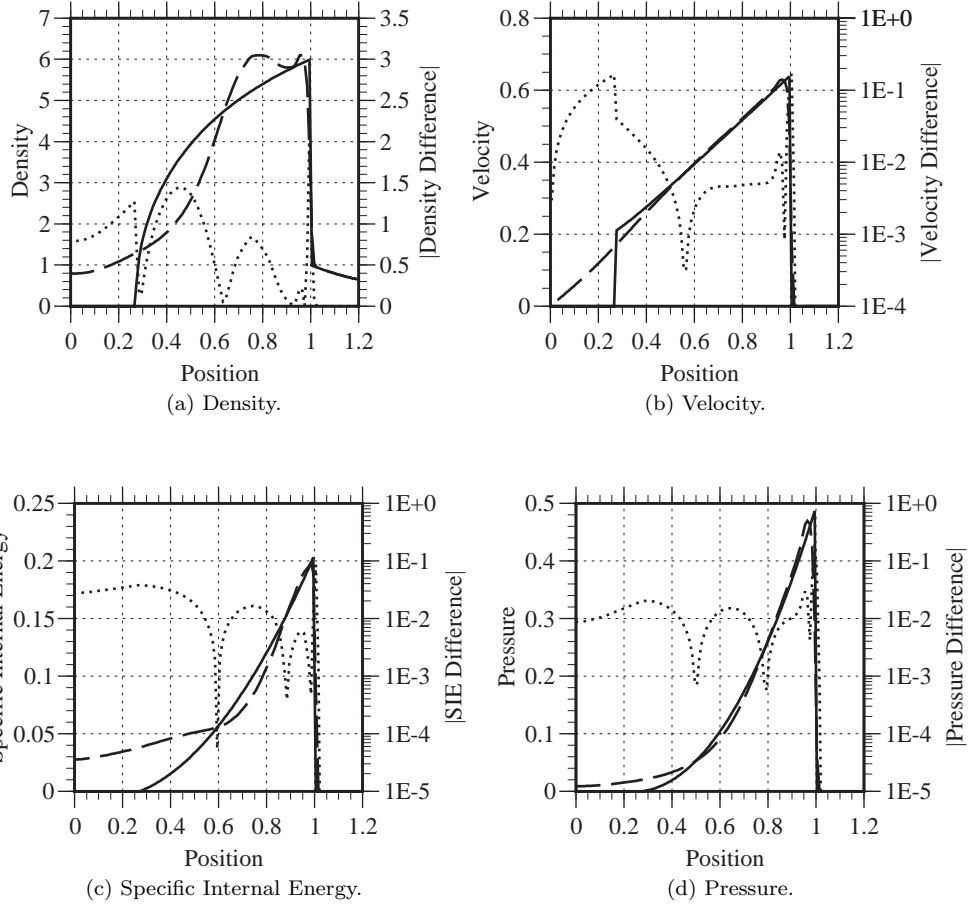 7
6
5
4
3
2
1
0
3.5
3
2.5
2
1.5
1
0.5
0
0 0.2 0.4 0.6 0.8 1 1.2
Density
|Density Difference|
Position
(a) Density.
0.8
0.6
0.4
0.2
0
1E+0
1E-1
1E-2
1E-3
1E-4
0 0.2 0.4 0.6 0.8 1 1.2
Velocity
|Velocity Difference|
Position
(b) Velocity.
0.25
0.2
0.15
0.1
0.05
0
1E+0
1E-1
1E-2
1E-3
1E-4
1E-5
0 0.2 0.4 0.6 0.8 1 1.2
Specific Internal Energy
|SIE Difference|
Position
(c) Specific Internal Energy.
0.5
0.4
0.3
0.2
0.1
0
1E+0
1E-1
1E-2
1E-3
1E-4
1E-5
0 0.2 0.4 0.6 0.8 1 1.2
Pressure
|Pressure Difference|
Position
(d) Pressure.